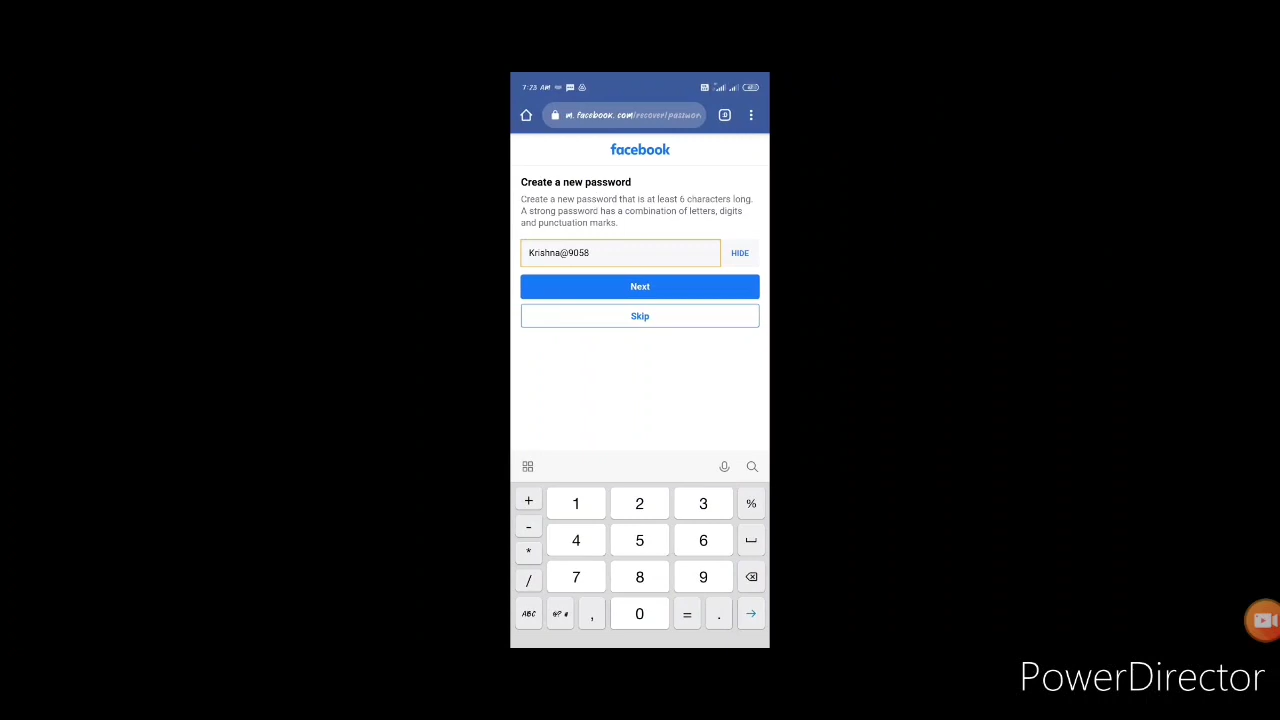 7:23 AM
m.facebook.com/recover/passwor
facebook
Create a new password
Create a new password that is at least 6 characters long.
A strong password has a combination of letters, digits
and punctuation marks.
Krishna@9058
HIDE
Next
Skip
+ 1 2 3 %
- 4 5 6
*
/ 7 8 9
ABC , 0 = .
PowerDirector